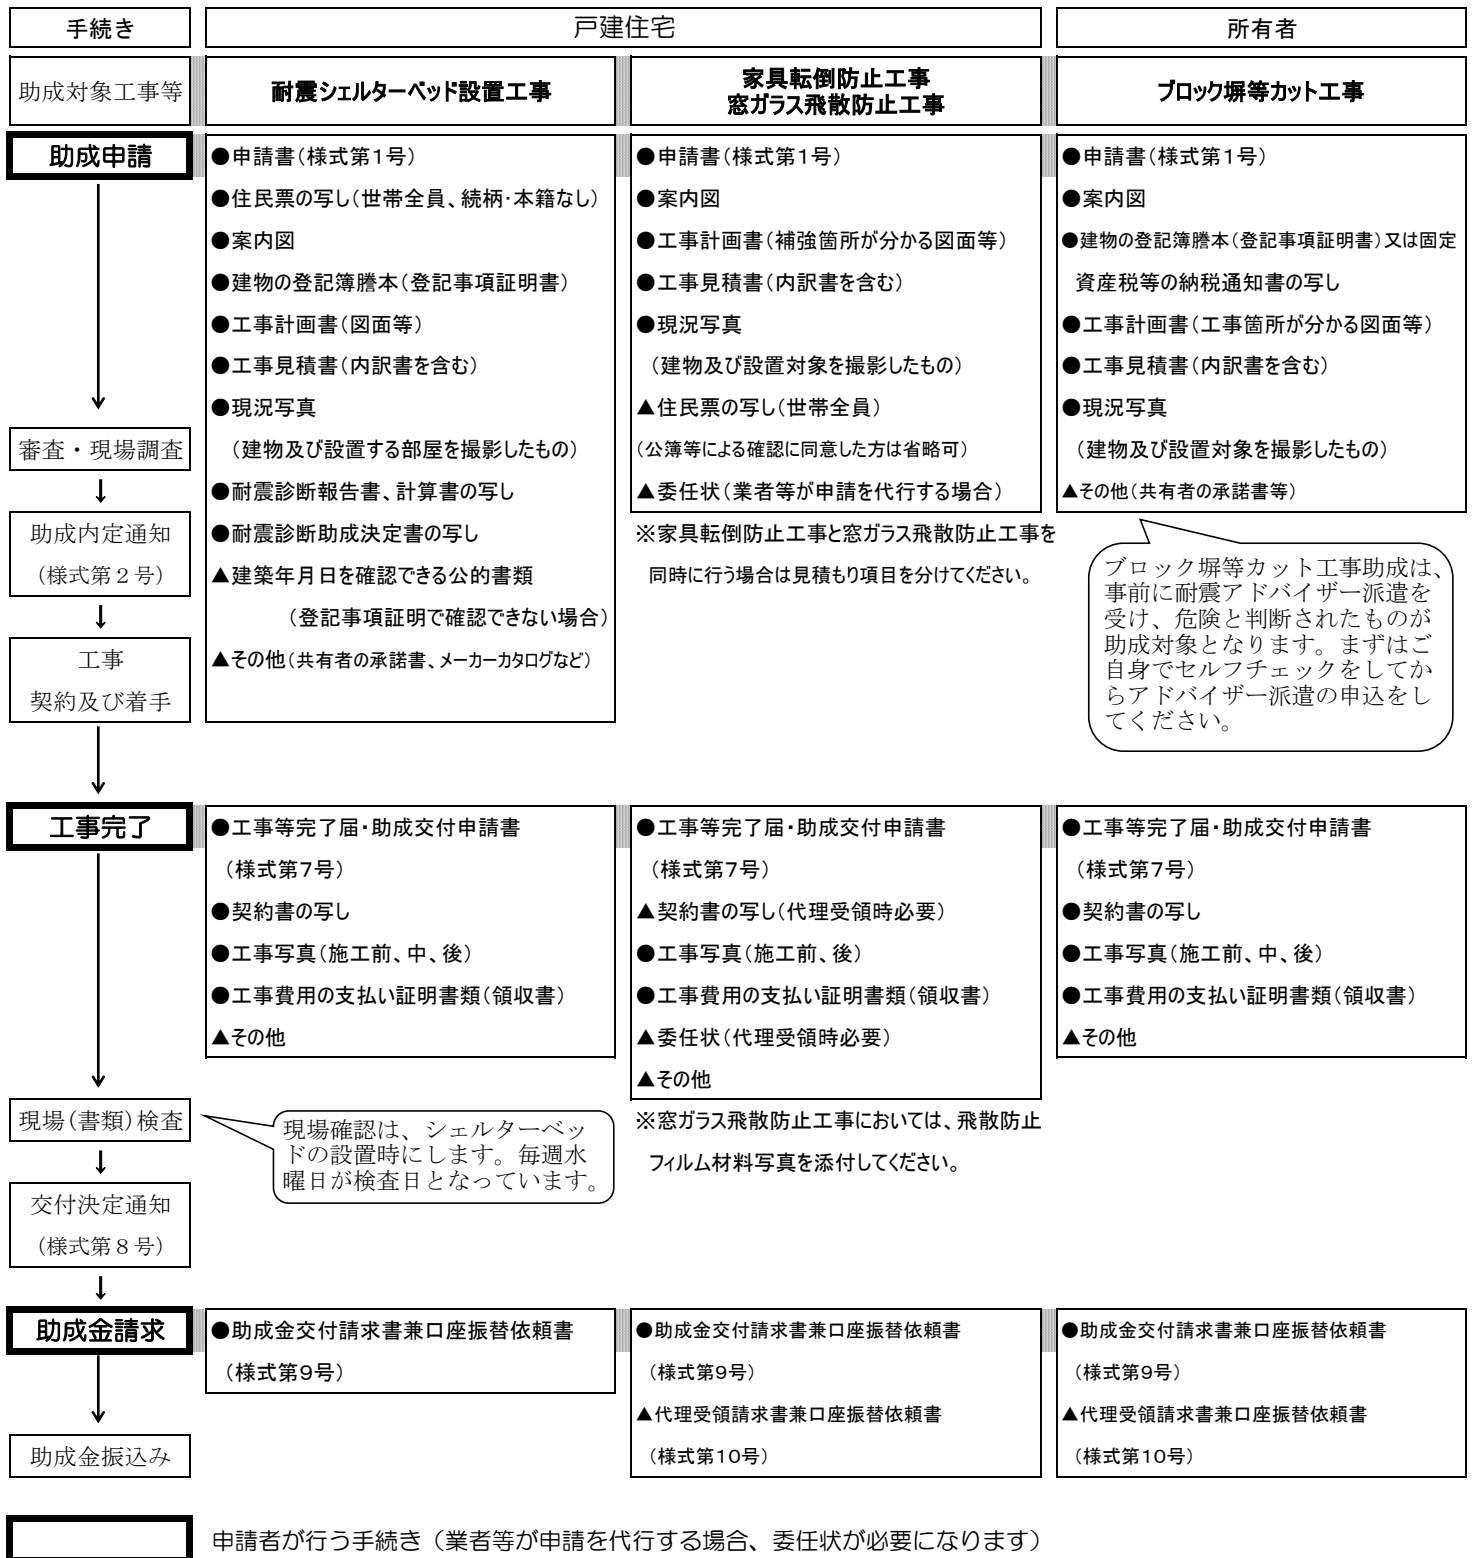 手続き
戸建住宅
所有者
助成対象工事等
耐震シェルターベッド設置工事
家具転倒防止工事
窓ガラス飛散防止工事
ブロック塀等カット工事
助成申請
審査・現場調査
助成内定通知
（様式第２号）
工事
契約及び着手
●申請書（様式第１号）
●住民票の写し（世帯全員、続柄・本籍なし）
●案内図
●建物の登記簿謄本（登記事項証明書）
●工事計画書（図面等）
●工事見積書（内訳書を含む）
●現況写真
（建物及び設置する部屋を撮影したもの）
●耐震診断報告書、計算書の写し
●耐震診断助成決定書の写し
▲建築年月日を確認できる公的書類
（登記事項証明で確認できない場合）
▲その他（共有者の承諾書、メーカーカタログなど）
●申請書（様式第１号）
●案内図
●工事計画書（補強箇所が分かる図面等）
●工事見積書（内訳書を含む）
●現況写真
（建物及び設置対象を撮影したもの）
▲住民票の写し（世帯全員）
（公簿等による確認に同意した方は省略可）
▲委任状（業者等が申請を代行する場合）
※家具転倒防止工事と窓ガラス飛散防止工事を
同時に行う場合は見積もり項目を分けてください。
●申請書（様式第１号）
●案内図
●建物の登記簿謄本（登記事項証明書）又は固定
資産税等の納税通知書の写し
●工事計画書（工事箇所が分かる図面等）
●工事見積書（内訳書を含む）
●現況写真
（建物及び設置対象を撮影したもの）
▲その他（共有者の承諾書等）
ブロック塀等カット工事助成は、
事前に耐震アドバイザー派遣を
受け、危険と判断されたものが
助成対象となります。まずはご
自身でセルフチェックをしてか
らアドバイザー派遣の申込をし
てください。
工事完了
現場（書類）検査
交付決定通知
（様式第８号）
●工事等完了届・助成交付申請書
（様式第７号）
●契約書の写し
●工事写真（施工前、中、後）
●工事費用の支払い証明書類（領収書）
▲その他
現場確認は、シェルターベッ
ドの設置時にします。毎週水
曜日が検査日となっています。
●工事等完了届・助成交付申請書
（様式第７号）
▲契約書の写し（代理受領時必要）
●工事写真（施工前、後）
●工事費用の支払い証明書類（領収書）
▲委任状（代理受領時必要）
▲その他
※窓ガラス飛散防止工事においては、飛散防止
フィルム材料写真を添付してください。
●工事等完了届・助成交付申請書
（様式第７号）
●契約書の写し
●工事写真（施工前、中、後）
●工事費用の支払い証明書類（領収書）
▲その他
助成金請求
助成金振込み
●助成金交付請求書兼口座振替依頼書
（様式第９号）
●助成金交付請求書兼口座振替依頼書
（様式第９号）
▲代理受領請求書兼口座振替依頼書
（様式第１０号）
●助成金交付請求書兼口座振替依頼書
（様式第９号）
▲代理受領請求書兼口座振替依頼書
（様式第１０号）
申請者が行う手続き（業者等が申請を代行する場合、委任状が必要になります）